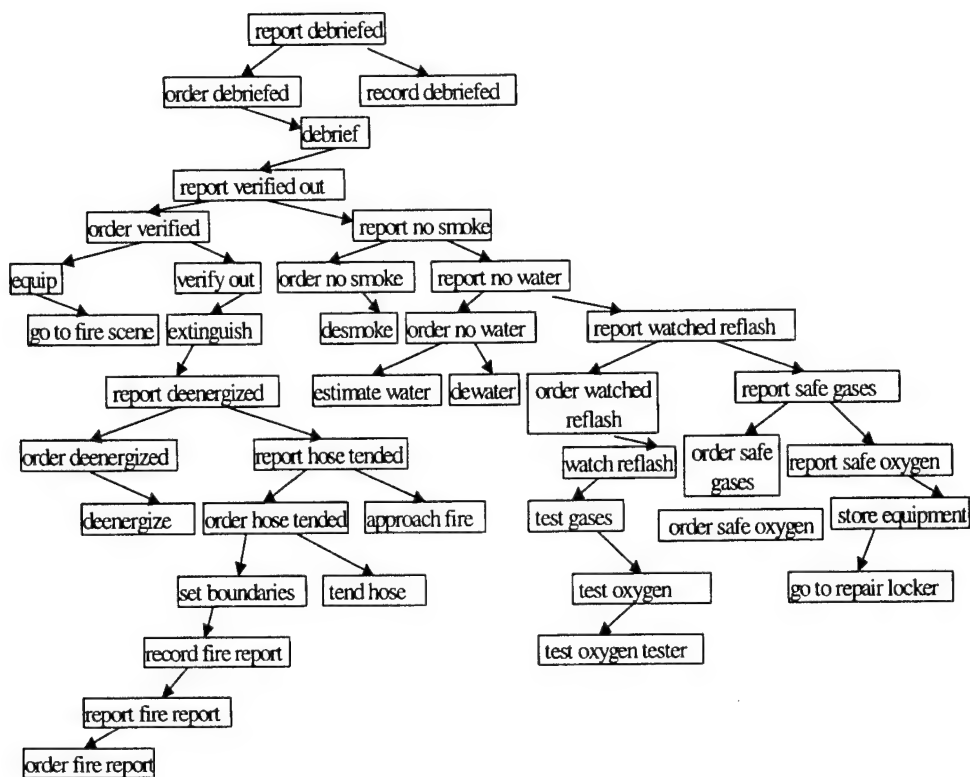 report debriefed
order debriefed
record debriefed
debrief
report verified out
order verified
report no smoke
equip
verify out
order no smoke
report no water
go to fire scene
extinguish
desmoke
order no water
report watched reflash
report deenergized
estimate water
dewater
order watched
reflash
report safe gases
order deenergized
report hose tended
watch reflash
order safe
gases
report safe oxygen
deenergize
order hose tended
approach fire
test gases
order safe oxygen
store equipment
set boundaries
tend hose
test oxygen
go to repair locker
record fire report
test oxygen tester
report fire report
order fire report